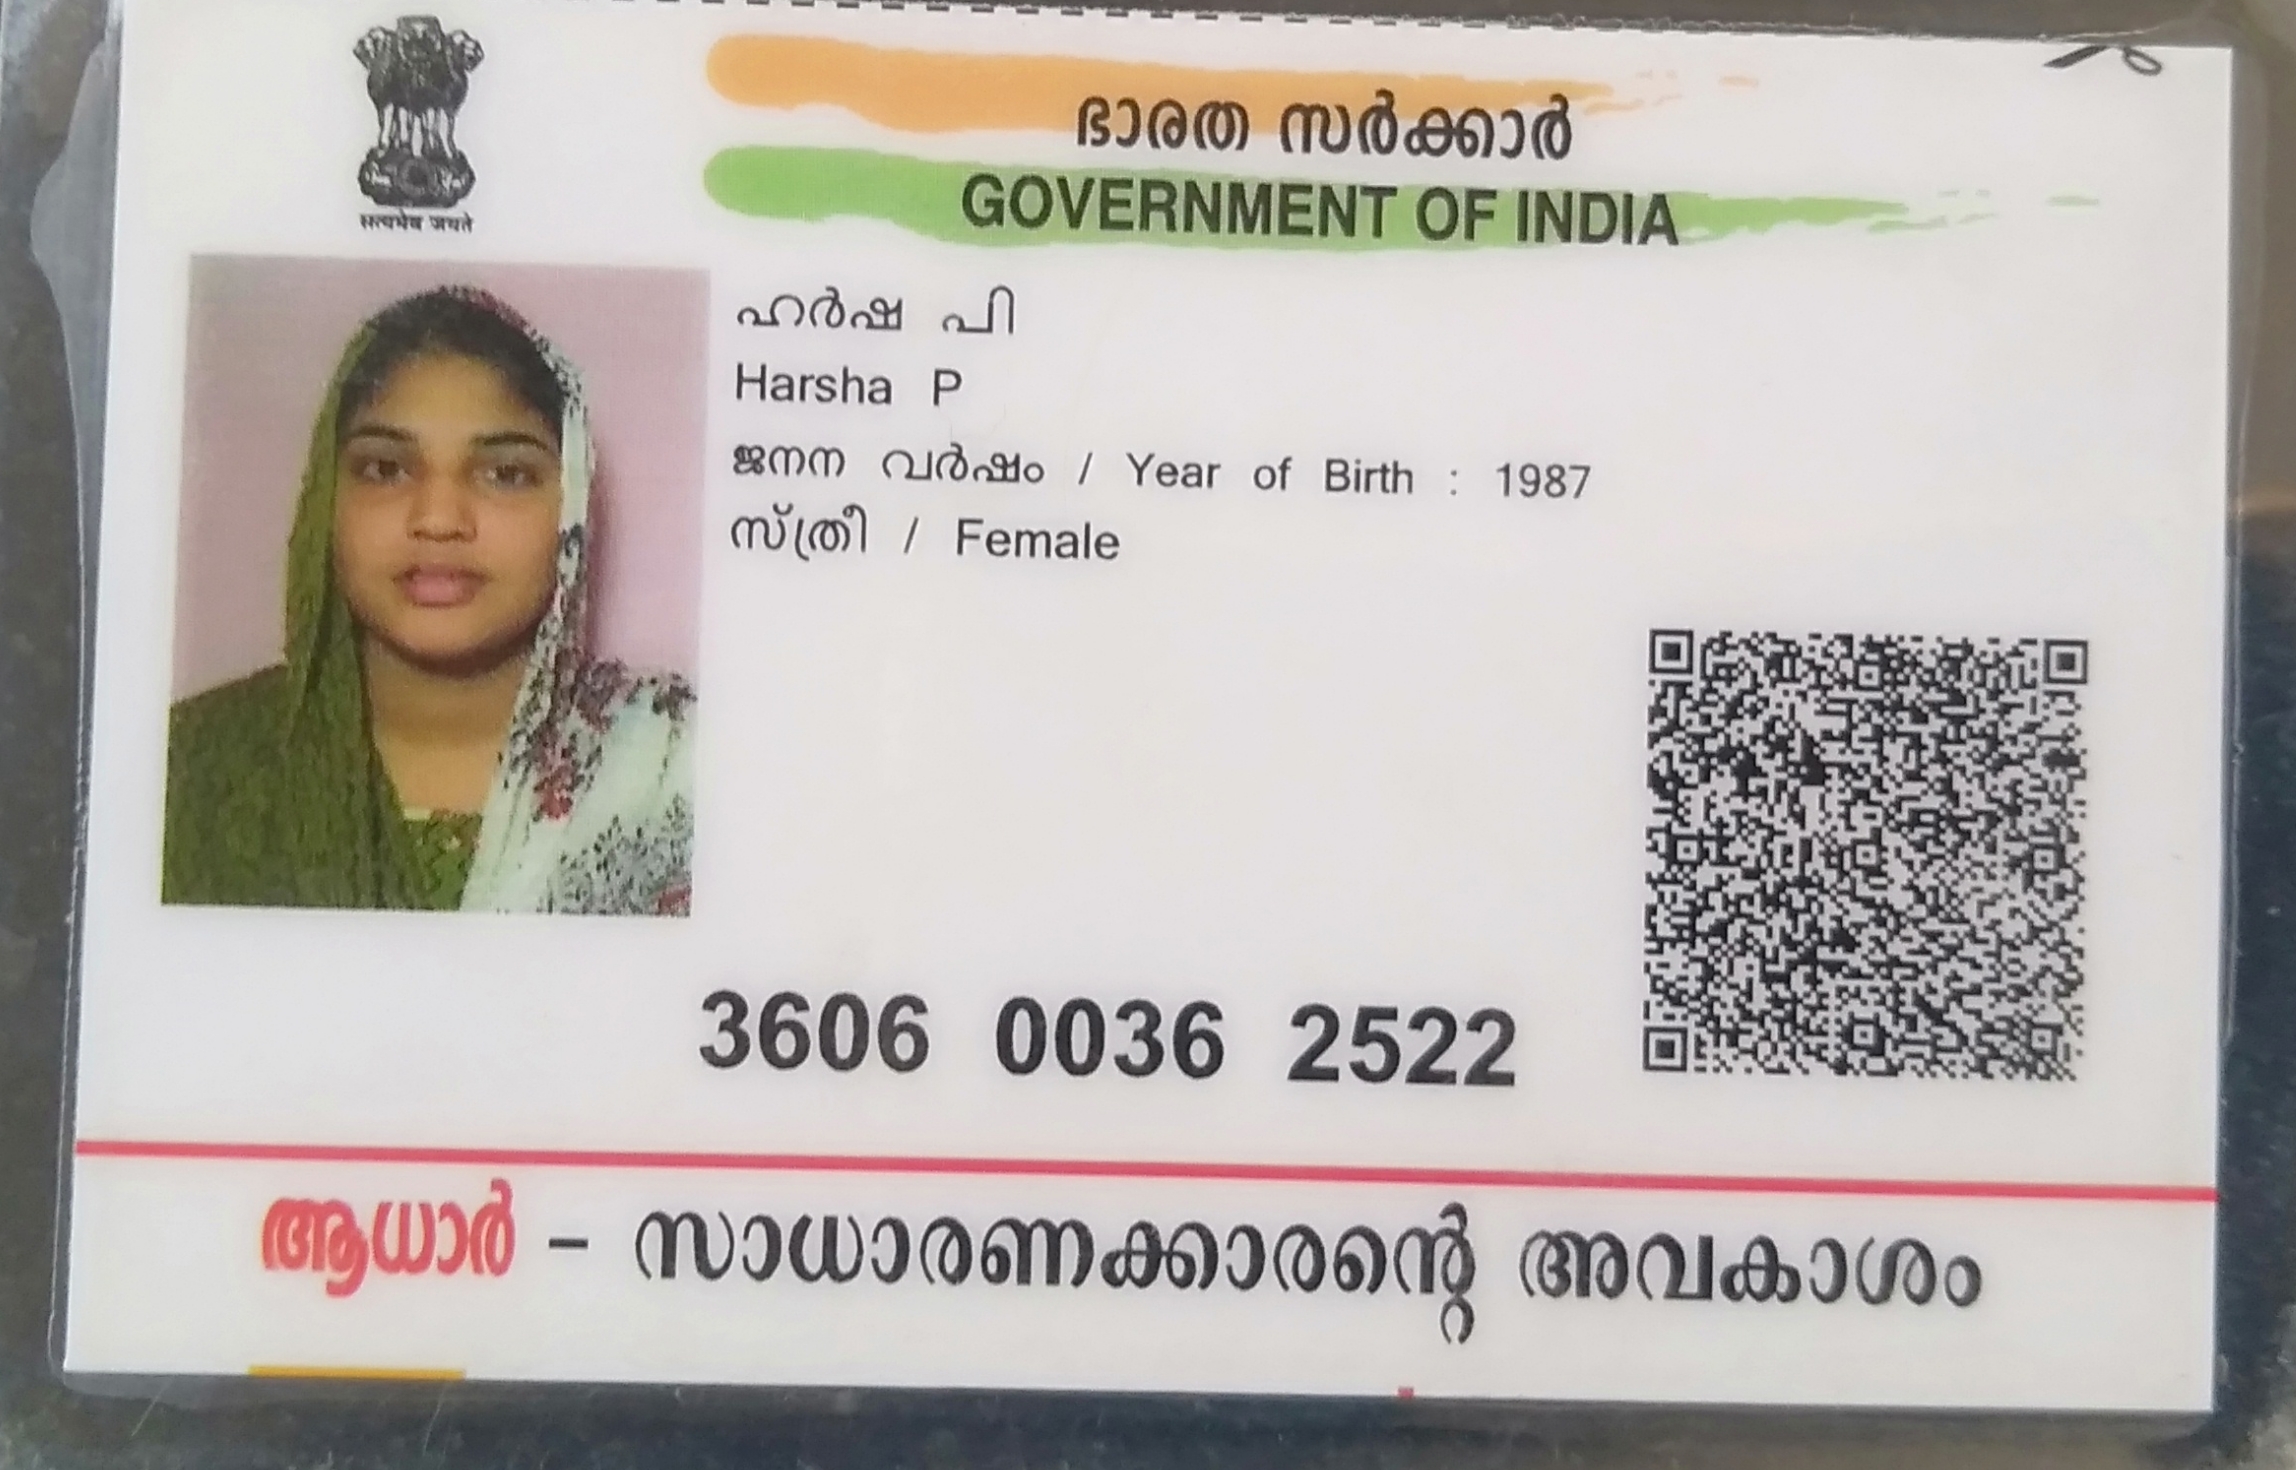 भारत സർക്കാർ
GOVERNMENT OF INDIA
सत्यमेव जयते
ഹർഷ പി
Harsha P
ജനന വർഷം / Year of Birth : 1987
സ്ത്രീ / Female
3606 0036 2522
ആധാർ – സാധാരണക്കാരന്റെ അവകാശം